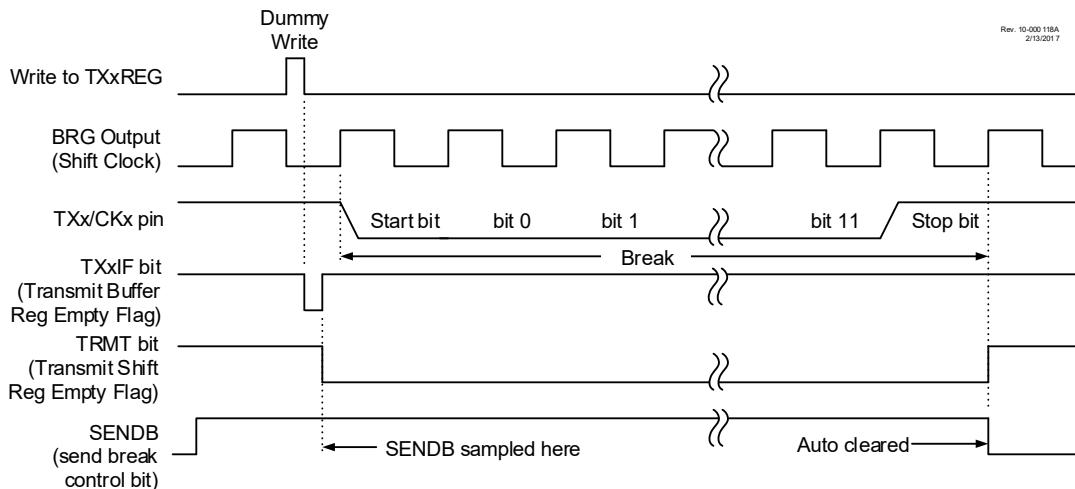 Dummy
Write
Rev. 10-000 118A
2/13/201 7
Write to TXxREG
BRG Output
(Shift Clock)
TXx/CKx pin
Start bit
bit 0
bit 1
bit 11
Stop bit
Break
TXxIF bit
(Transmit Buffer
Reg Empty Flag)
TRMT bit
(Transmit Shift
Reg Empty Flag)
SENDB
(send break
control bit)
SENDB sampled here
Auto cleared